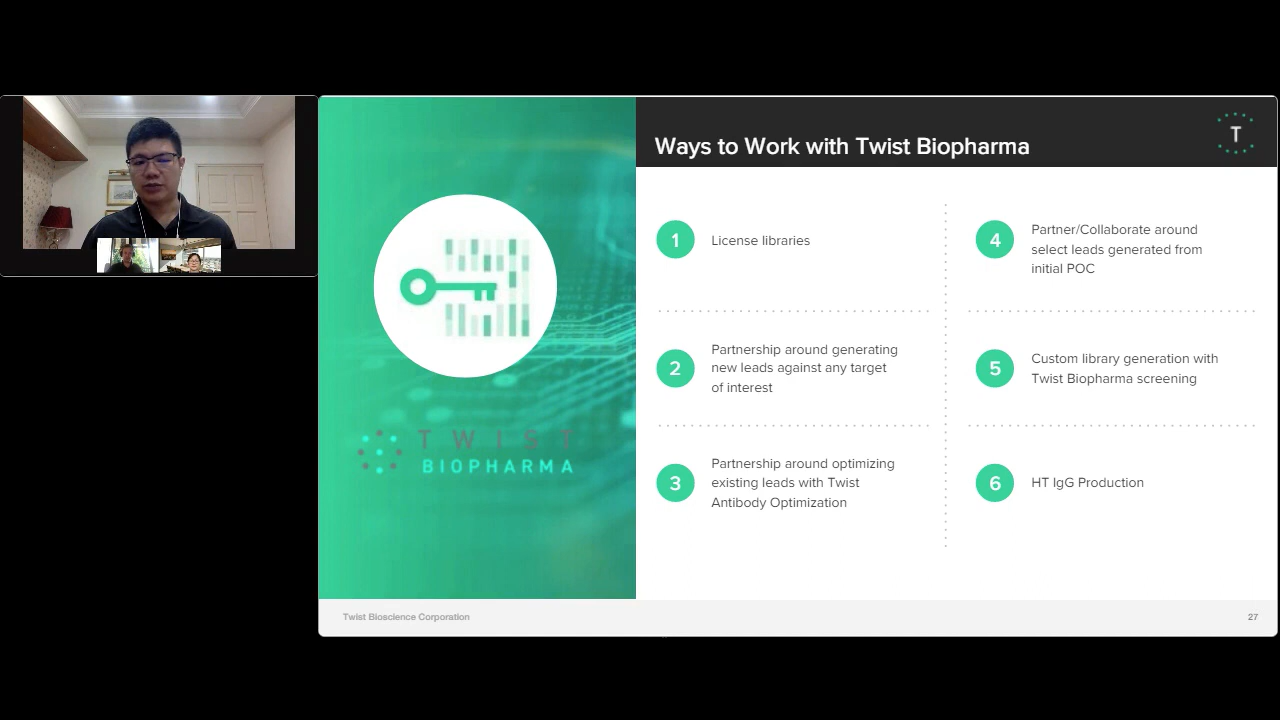 Ways to Work with Twist Biopharma
T
1
License libraries
2
Partnership around generating
new leads against any target
of interest
3
Partnership around optimizing
existing leads with Twist
Antibody Optimization
4
Partner/Collaborate around
select leads generated from
initial POC
5
Custom library generation with
Twist Biopharma screening
6
HT IgG Production
TWIST
BIOPHARMA
Twist Bioscience Corporation
27